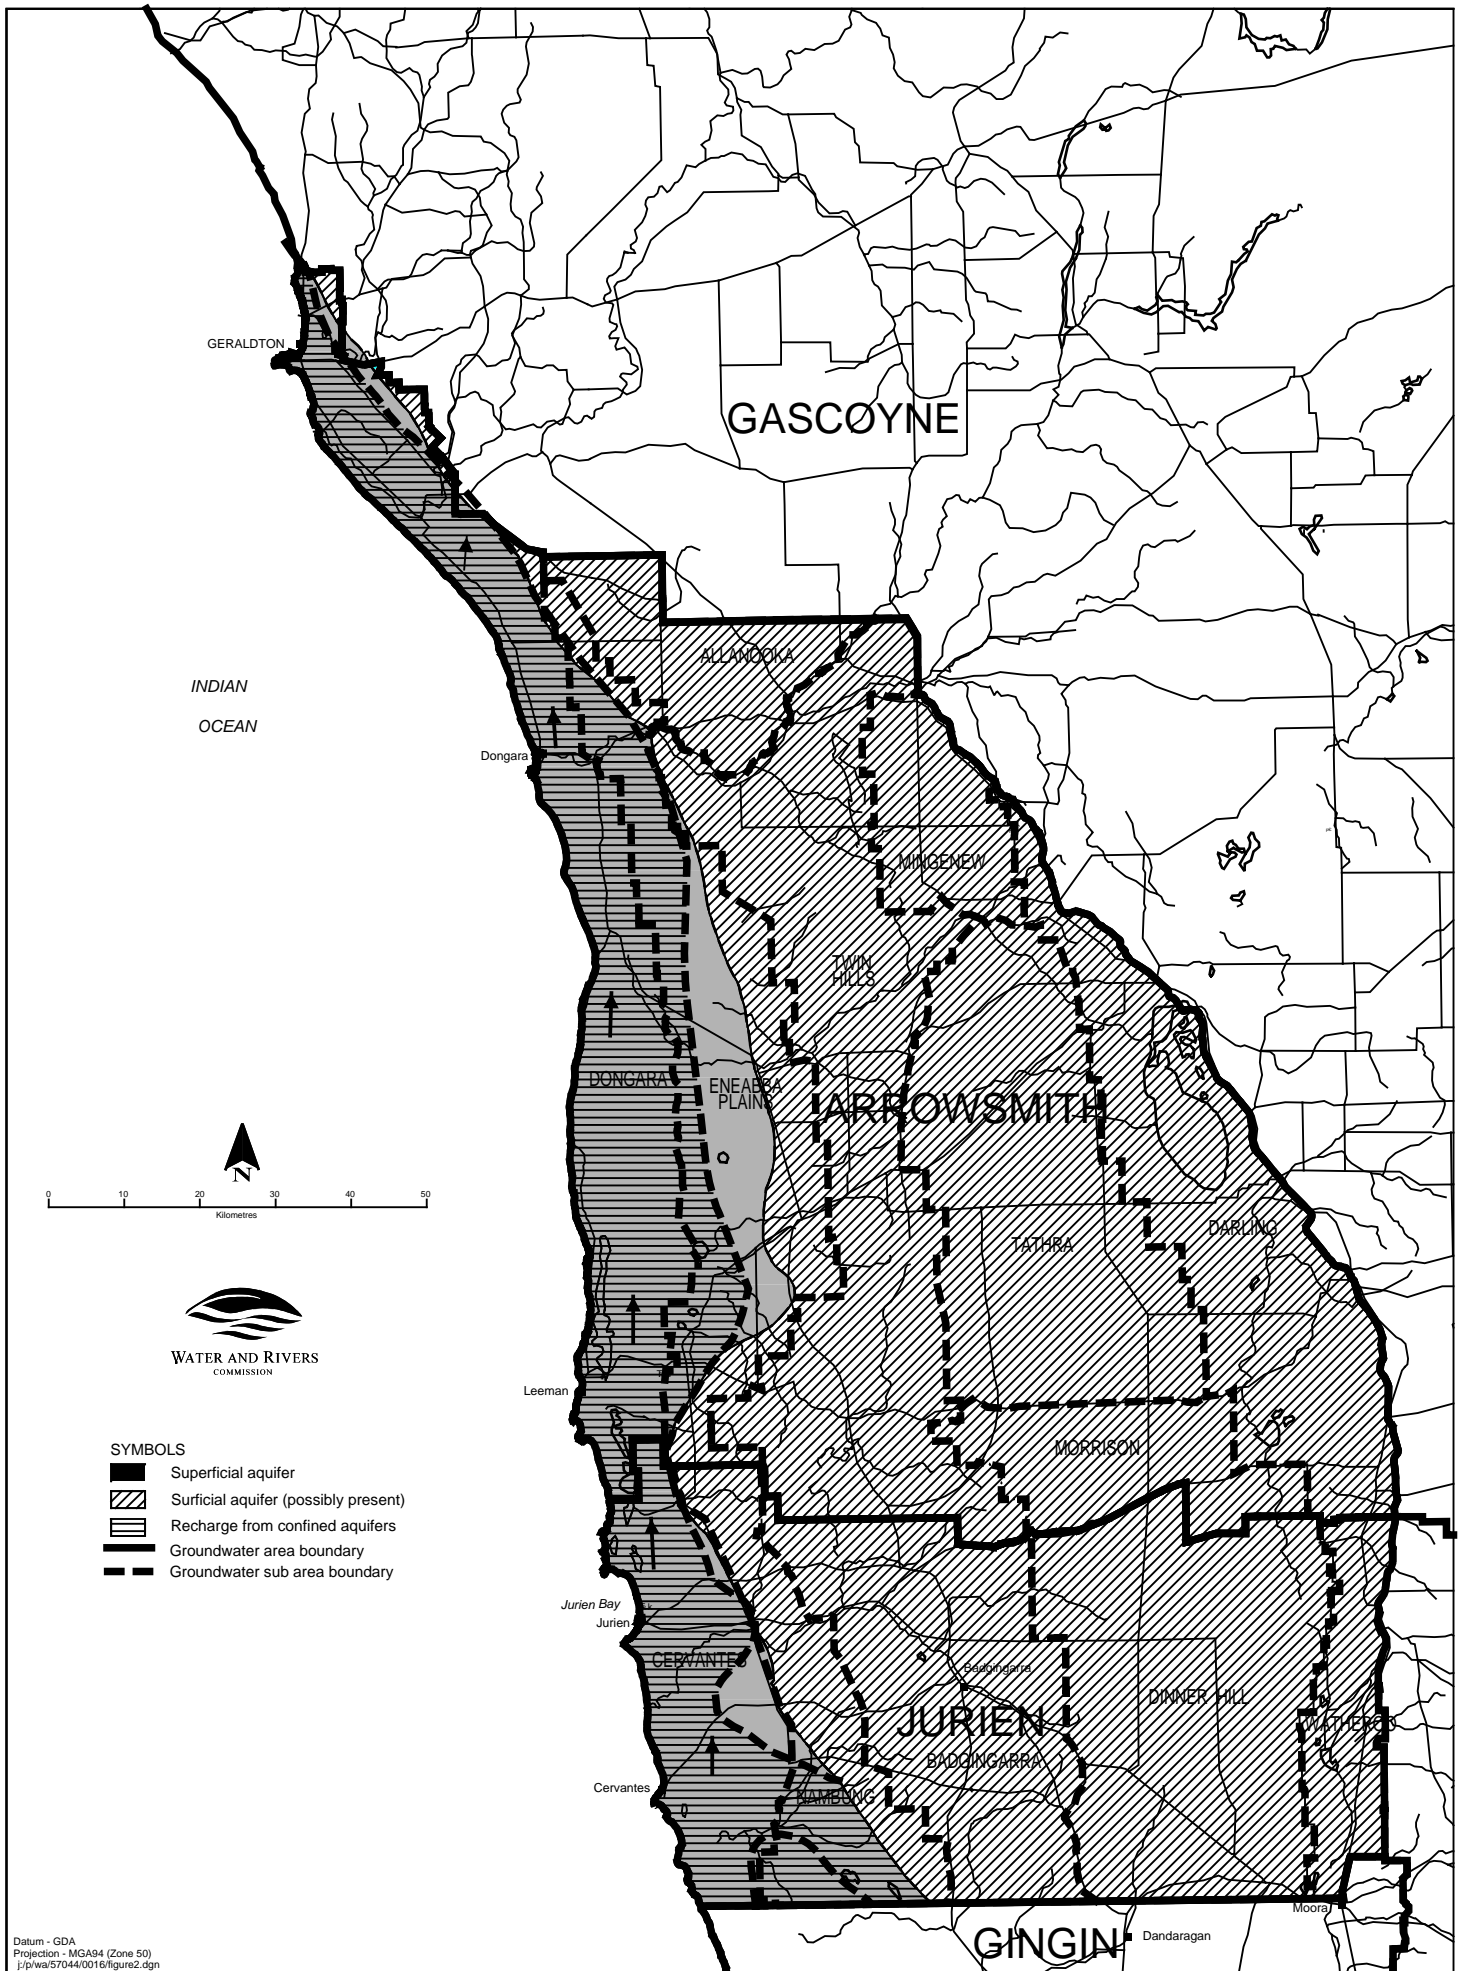 GERALDTON
GASCOYNE
INDIAN
OCEAN
ALLANOOKA
Dongara
MINGENEW
TWIN
HILLS
DONGARA
ENEABBA
PLAINS
ARROWSMITH
N
0 10 20 30 40 50
Kilometres
DARLING
TATHRA
WATER AND RIVERS
COMMISSION
Leeman
MORRISON
SYMBOLS
Superficial aquifer
Surficial aquifer (possibly present)
Recharge from confined aquifers
Groundwater area boundary
Groundwater sub area boundary
Jurien Bay
Jurien
CERVANTES
Badgingarra
DINNER HILL
JURIEN
WATHEROO
BADGINGARRA
Cervantes
NAMBUNG
Moora
GINGIN
Dandaragan
Datum - GDA
Projection - MGA94 (Zone 50)
j:/p/wa/57044/0016/figure2.dgn